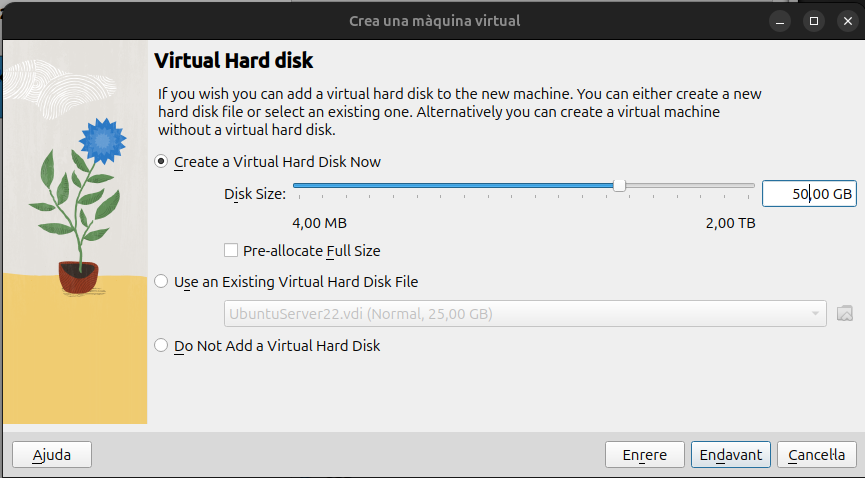 Crea una màquina virtual
Virtual Hard disk
If you wish you can add a virtual hard disk to the new machine. You can either create a new
hard disk file or select an existing one. Alternatively you can create a virtual machine
without a virtual hard disk.
Create a Virtual Hard Disk Now
Disk Size:
50,00 GB
4,00 MB
2,00 TB
Pre-allocate Full Size
Use an Existing Virtual Hard Disk File
UbuntuServer22.vdi (Normal, 25,00 GB)
Do Not Add a Virtual Hard Disk
Ajuda
Enrere
Endavant
Cancel·la